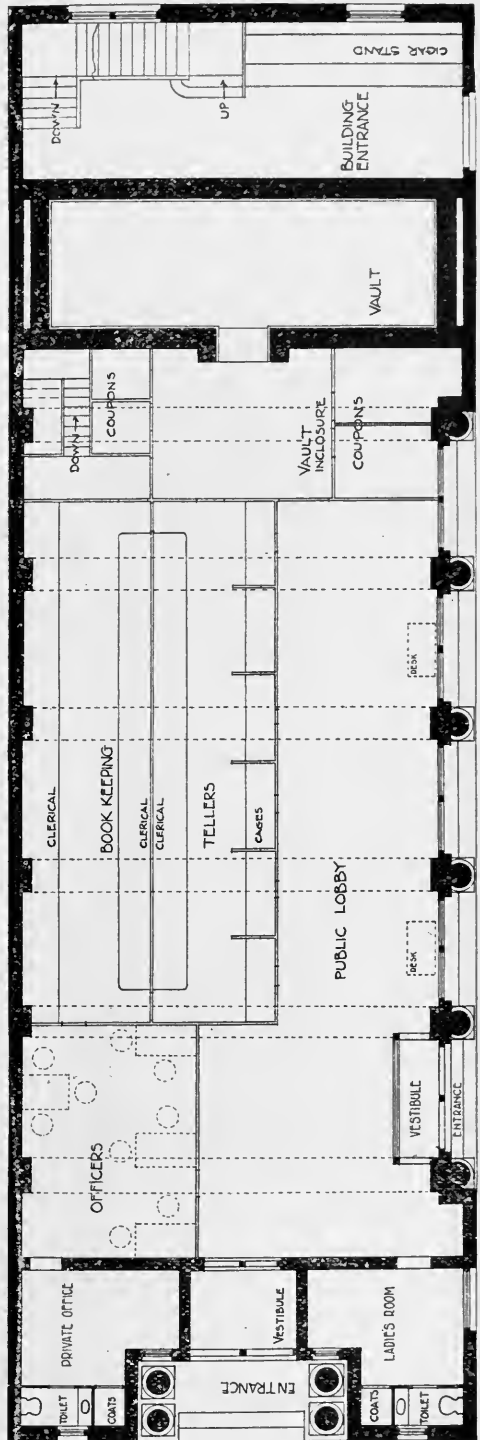 CIGAR STAND
DOWN
UP
BUILDING
ENTRANCE
VAULT
COUPONS
DOWN
VAULT
INCLOSURE
COUPONS
CLERICAL
BOOK KEEPING
CLERICAL
CLERICAL
TELLERS
CAGES
PUBLIC LOBBY
DESK
DESK
OFFICERS
VESTIBULE
ENTRANCE
PRIVATE OFFICE
VESTIBULE
LADIES ROOM
TOILET
COATS
ENTRANCE
COATS
TOILET